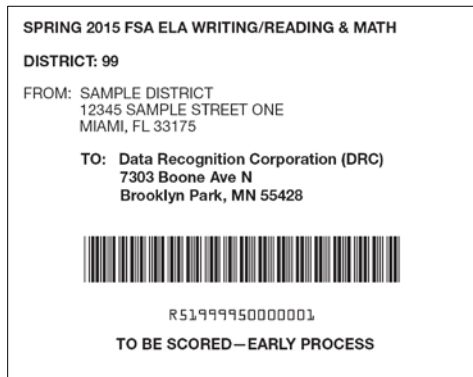 SPRING 2015 FSA ELA WRITING/READING & MATH
DISTRICT: 99
FROM: SAMPLE DISTRICT
12345 SAMPLE STREET ONE
MIAMI, FL 33175
TO: Data Recognition Corporation (DRC)
7303 Boone Ave N
Brooklyn Park, MN 55428
R51999950000001
TO BE SCORED—EARLY PROCESS